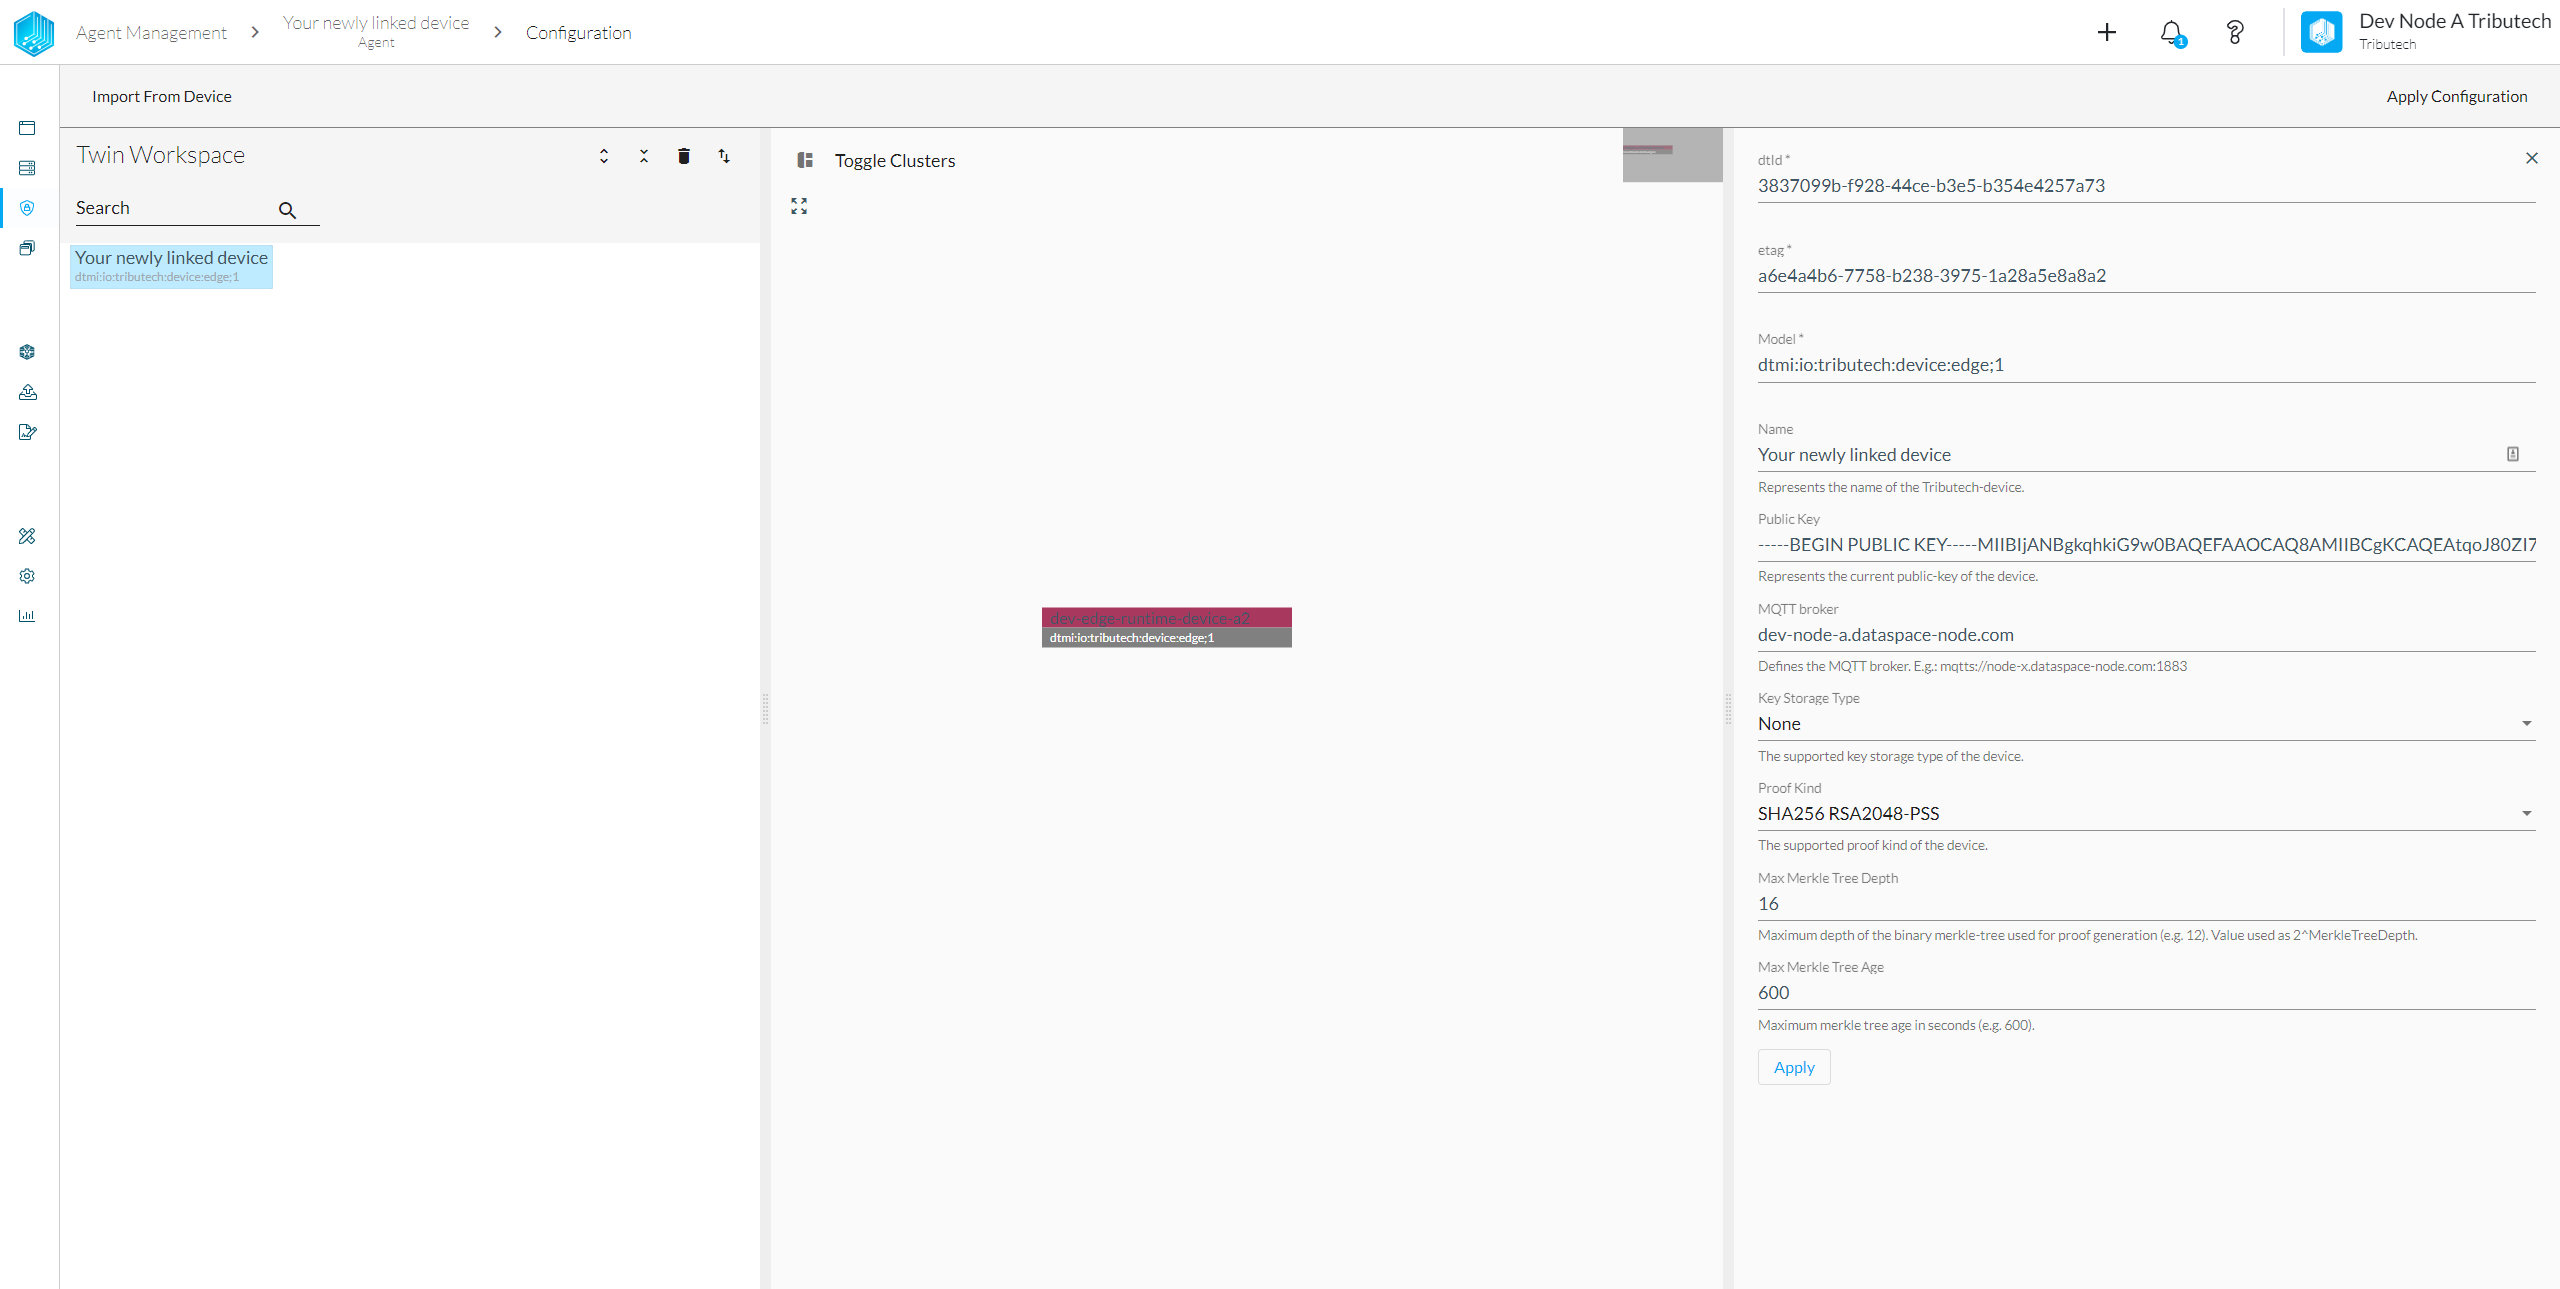 Agent Management
Your newly linked device
Agent
Configuration
1
Dev Node A Tributech
Tributech
Import From Device
Apply Configuration
Twin Workspace
Search
Your newly linked device
dtmi:io:tributech:device:edge;1
Toggle Clusters
dev-edge-runtime-device-a2
dtmi:io:tributech:device:edge;1
dtId *
3837099b-f928-44ce-b3e5-b354e4257a73
etag *
a6e4a4b6-7758-b238-3975-1a28a5e8a8a2
Model *
dtmi:io:tributech:device:edge;1
Name
Your newly linked device
Represents the name of the Tributech-device.
Public Key
-----BEGIN PUBLIC KEY-----MIIBIjANBgkqhkiG9w0BAQEFAAOCAQ8AMIIBCgKCAQEAtqoJ80ZI7
Represents the current public-key of the device.
MQTT broker
dev-node-a.dataspace-node.com
Defines the MQTT broker. E.g.: mqtts://node-x.dataspace-node.com:1883
Key Storage Type
None
The supported key storage type of the device.
Proof Kind
SHA256 RSA2048-PSS
The supported proof kind of the device.
Max Merkle Tree Depth
16
Maximum depth of the binary merkle-tree used for proof generation (e.g. 12). Value used as 2^MerkleTreeDepth.
Max Merkle Tree Age
600
Maximum merkle tree age in seconds (e.g. 600).
Apply